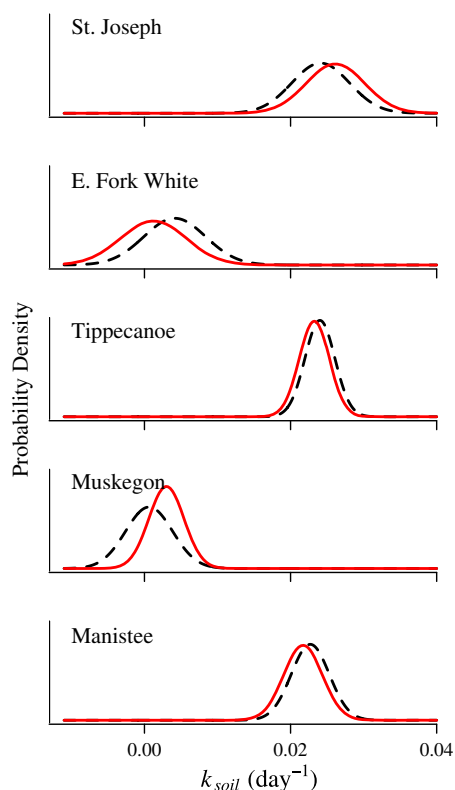 St. Joseph
E. Fork White
Tippecanoe
Muskegon
Manistee
Probability Density
0.00 0.02 0.04
k_soil (day⁻¹)